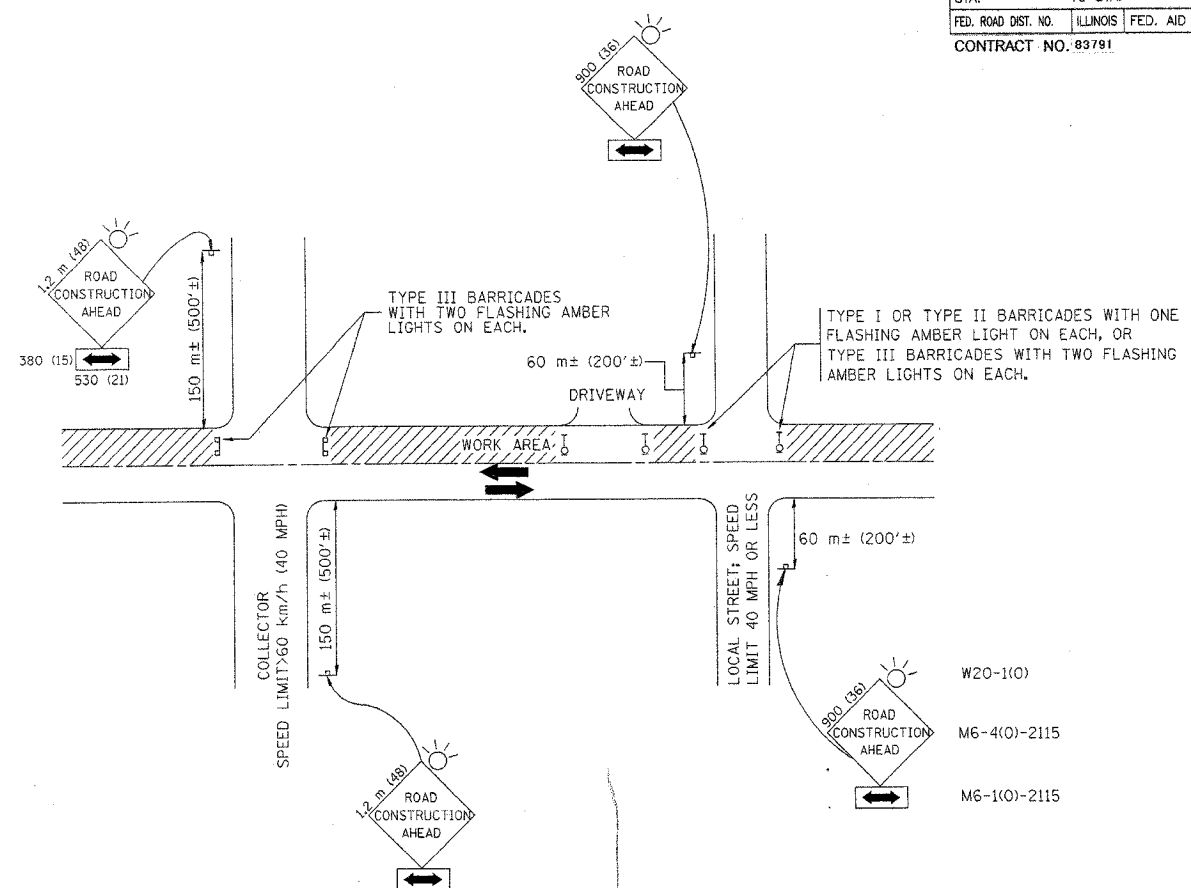 FED. ROAD DIST. NO. ILLINOIS FED. AID
CONTRACT NO. 83791
900 (36)
ROAD
CONSTRUCTION
AHEAD
1.2 m (48)
ROAD
CONSTRUCTION
AHEAD
380 (15)
530 (21)
150 m± (500'±)
TYPE III BARRICADES
WITH TWO FLASHING AMBER
LIGHTS ON EACH.
60 m± (200'±)
DRIVEWAY
TYPE I OR TYPE II BARRICADES WITH ONE
FLASHING AMBER LIGHT ON EACH, OR
TYPE III BARRICADES WITH TWO FLASHING
AMBER LIGHTS ON EACH.
WORK AREA
COLLECTOR
SPEED LIMIT>60 km/h (40 MPH)
150 m± (500'±)
LOCAL STREET; SPEED
LIMIT 40 MPH OR LESS
60 m± (200'±)
900 (36)
ROAD
CONSTRUCTION
AHEAD
W20-1(O)
M6-4(O)-2115
M6-1(O)-2115
1.2 m (48)
ROAD
CONSTRUCTION
AHEAD